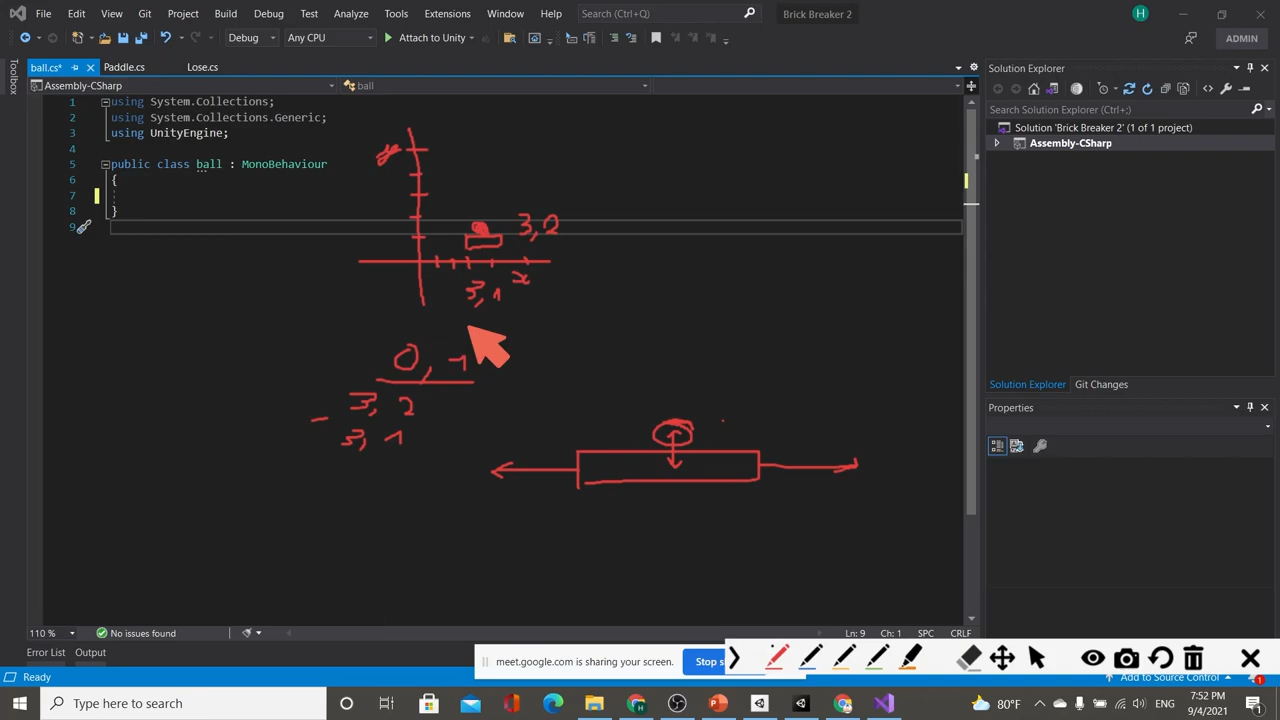 File Edit View Git Project Build Debug Test Analyze Tools Extensions Window Help Search (Ctrl+Q) Brick Breaker 2 H
Debug Any CPU Attach to Unity ADMIN
Toolbox
ball.cs* Paddle.cs Lose.cs
Assembly-CSharp ball
1 using System.Collections;
2 using System.Collections.Generic;
3 using UnityEngine;
4
5 public class ball : MonoBehaviour
6 {
7
8 }
9
y
3,2
x
3,1
0, 1
3, 2
- 3, 1
Solution Explorer
Search Solution Explorer (Ctrl+;)
Solution 'Brick Breaker 2' (1 of 1 project)
Assembly-CSharp
Solution Explorer Git Changes
Properties
110 % No issues found Ln: 9 Ch: 1 SPC CRLF
Error List Output
meet.google.com is sharing your screen. Stop s
Ready Add to Source Control 1
Type here to search 80°F ENG 7:52 PM 9/4/2021